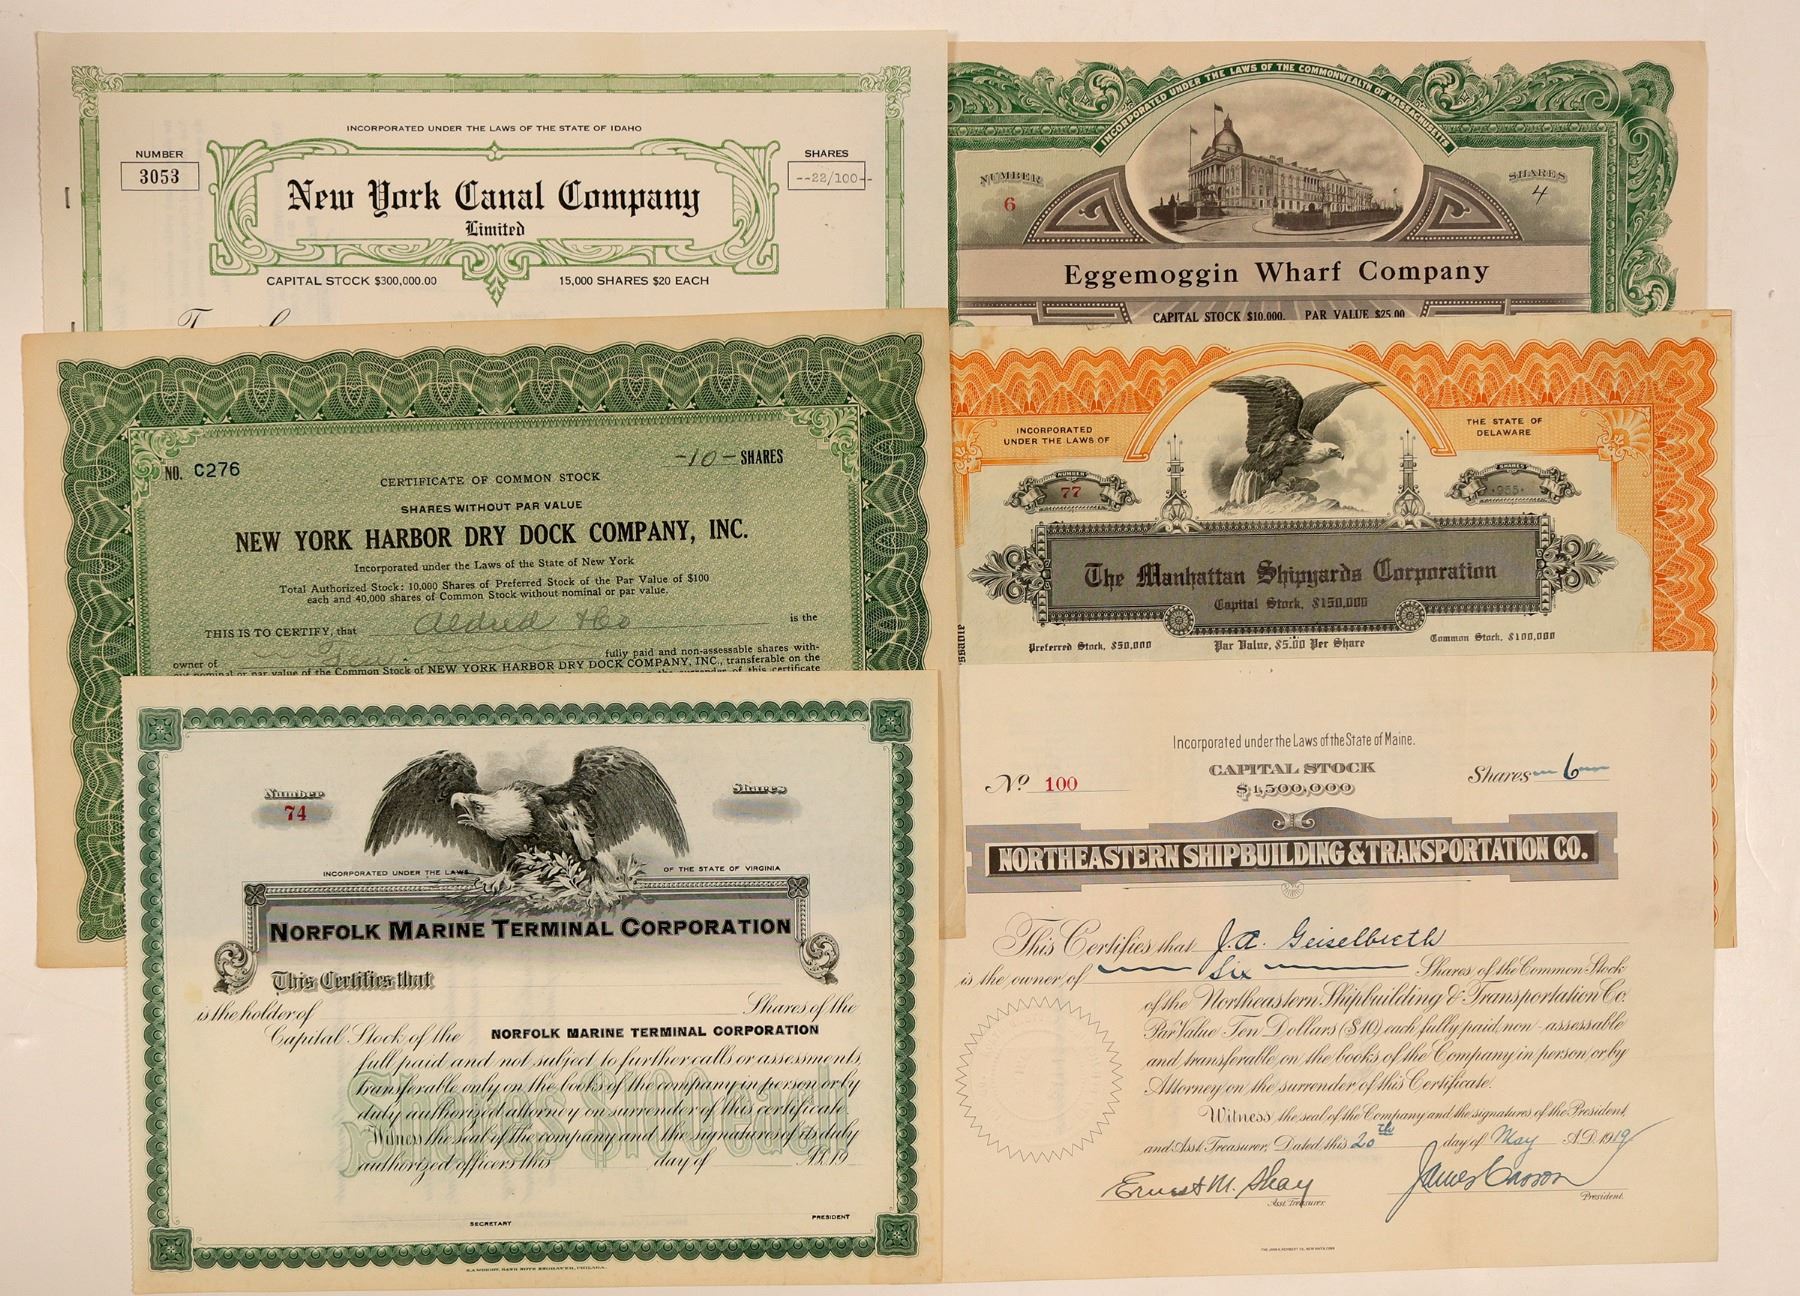 INCORPORATED UNDER THE LAWS OF THE STATE OF IDAHO
NUMBER
3053
SHARES
--22/100--
New York Canal Company
Limited
CAPITAL STOCK $300,000.00
15,000 SHARES $20 EACH
INCORPORATED UNDER THE LAWS OF THE COMMONWEALTH OF MASSACHUSETTS
NUMBER
6
SHARES
4
Eggemoggin Wharf Company
CAPITAL STOCK $10,000. PAR VALUE $25.00
NO. C276
-10- SHARES
CERTIFICATE OF COMMON STOCK
SHARES WITHOUT PAR VALUE
NEW YORK HARBOR DRY DOCK COMPANY, INC.
Incorporated under the Laws of the State of New York
Total Authorized Stock: 10,000 Shares of Preferred Stock of the Par Value of $100
each and 40,000 shares of Common Stock without nominal or par value.
THIS IS TO CERTIFY, that Aldred & Co is the
owner of fully paid and non-assessable shares with-
out nominal or par value of the Common Stock of NEW YORK HARBOR DRY DOCK COMPANY, INC., transferable on the
surrender of this certificate
INCORPORATED
UNDER THE LAWS OF
THE STATE OF
DELAWARE
NUMBER
77
SHARES
The Manhattan Shipyards Corporation
Capital Stock, $150,000
Preferred Stock, $50,000
Par Value, $5.00 Per Share
Common Stock, $100,000
Number
74
Shares
INCORPORATED UNDER THE LAWS
OF THE STATE OF VIRGINIA
NORFOLK MARINE TERMINAL CORPORATION
This Certifies that
is the holder of Shares of the
Capital Stock of the NORFOLK MARINE TERMINAL CORPORATION
full paid and not subject to further calls or assessments,
Transferable only on the books of the company in person or by
duly authorized attorney on surrender of this certificate.
Witness the seal of the company and the signatures of its duly
authorized officers this day of A.D. 19
Shares $100 each
SECRETARY
PRESIDENT
Incorporated under the Laws of the State of Maine.
No 100
CAPITAL STOCK
$1,500,000
Shares 6
NORTHEASTERN SHIPBUILDING & TRANSPORTATION CO.
This Certifies that J.A. Geiselbreth
is the owner of Six Shares of the Common Stock
of the Northeastern Shipbuilding & Transportation Co.
Par Value Ten Dollars ($10) each fully paid, non-assessable
and transferable on the books of the Company in person or by
Attorney on the surrender of this Certificate.
Witness the seal of the Company and the signatures of the President,
and Asst. Treasurer, Dated this 20th day of May A.D. 1919
Ernest M. Shay
Asst. Treasurer.
James Carson
President.